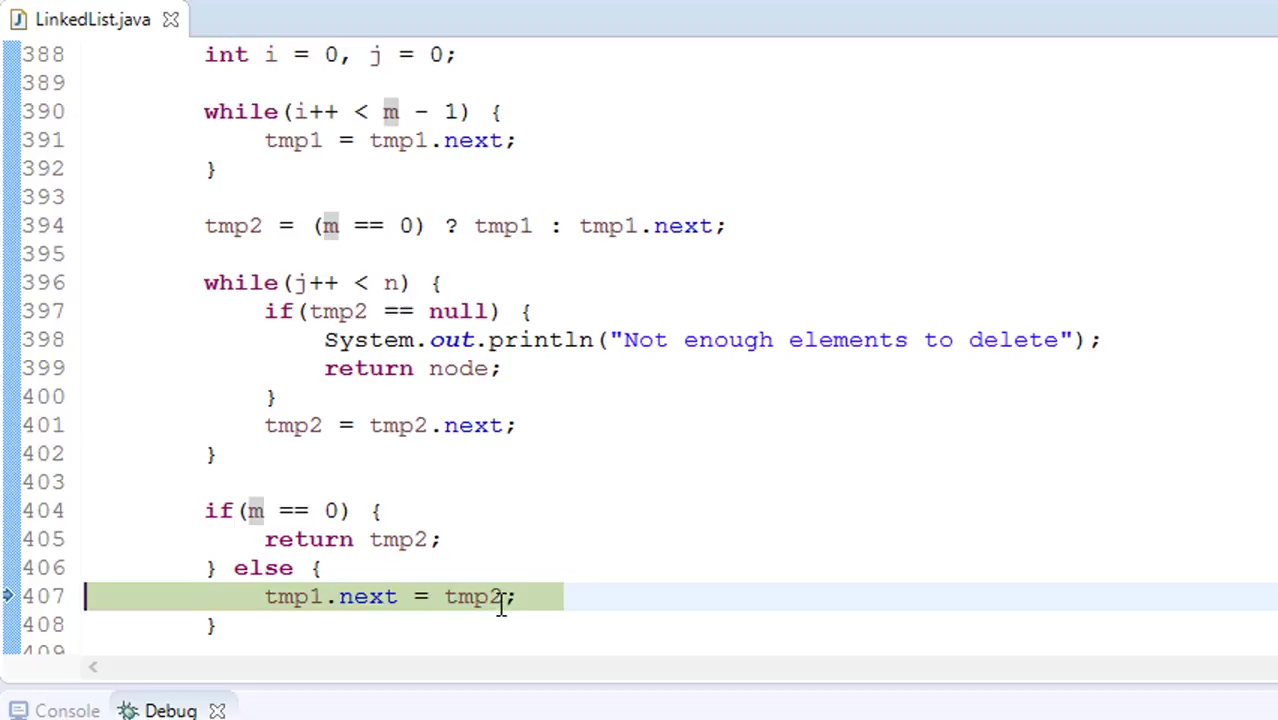 LinkedList.java
388 int i = 0, j = 0;
389
390 while(i++ < m - 1) {
391 tmp1 = tmp1.next;
392 }
393
394 tmp2 = (m == 0) ? tmp1 : tmp1.next;
395
396 while(j++ < n) {
397 if(tmp2 == null) {
398 System.out.println("Not enough elements to delete");
399 return node;
400 }
401 tmp2 = tmp2.next;
402 }
403
404 if(m == 0) {
405 return tmp2;
406 } else {
407 tmp1.next = tmp2;
408 }
409
Console Debug